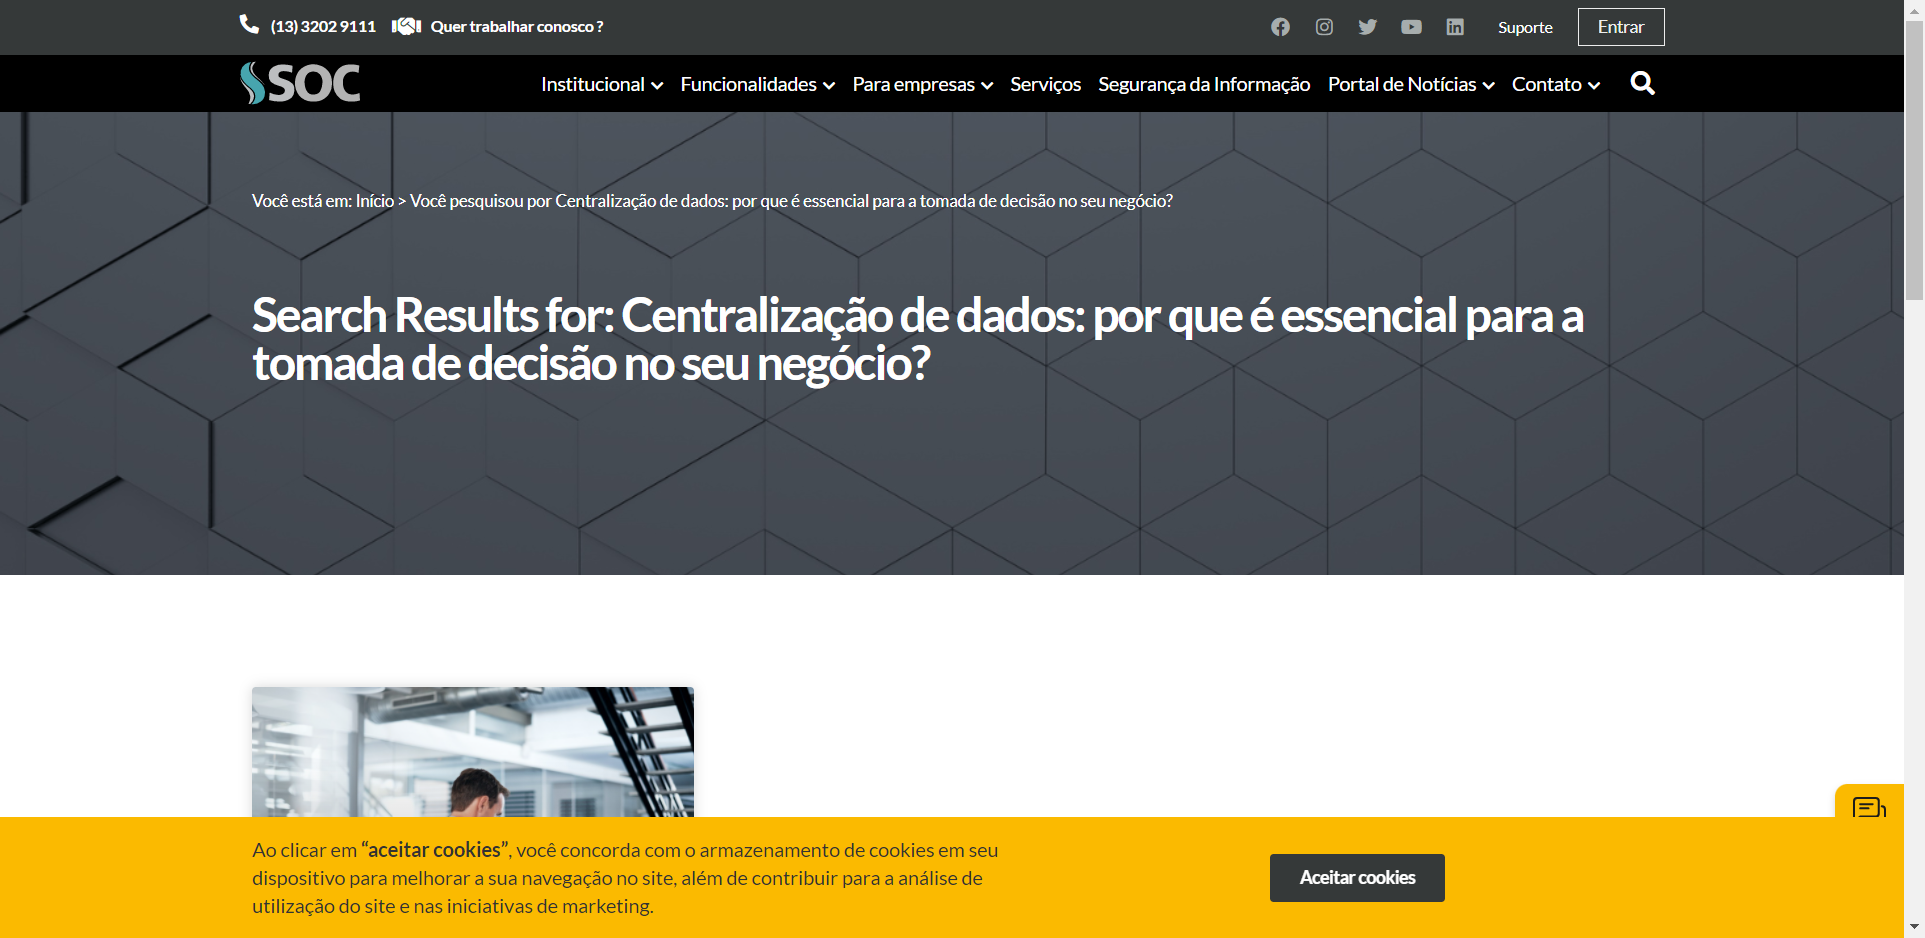 (13) 3202 9111 Quer trabalhar conosco ? Suporte Entrar
SOC Institucional Funcionalidades Para empresas Serviços Segurança da Informação Portal de Notícias Contato
Você está em: Início > Você pesquisou por Centralização de dados: por que é essencial para a tomada de decisão no seu negócio?
Search Results for: Centralização de dados: por que é essencial para a
tomada de decisão no seu negócio?
Ao clicar em “aceitar cookies”, você concorda com o armazenamento de cookies em seu
dispositivo para melhorar a sua navegação no site, além de contribuir para a análise de
utilização do site e nas iniciativas de marketing.
Aceitar cookies